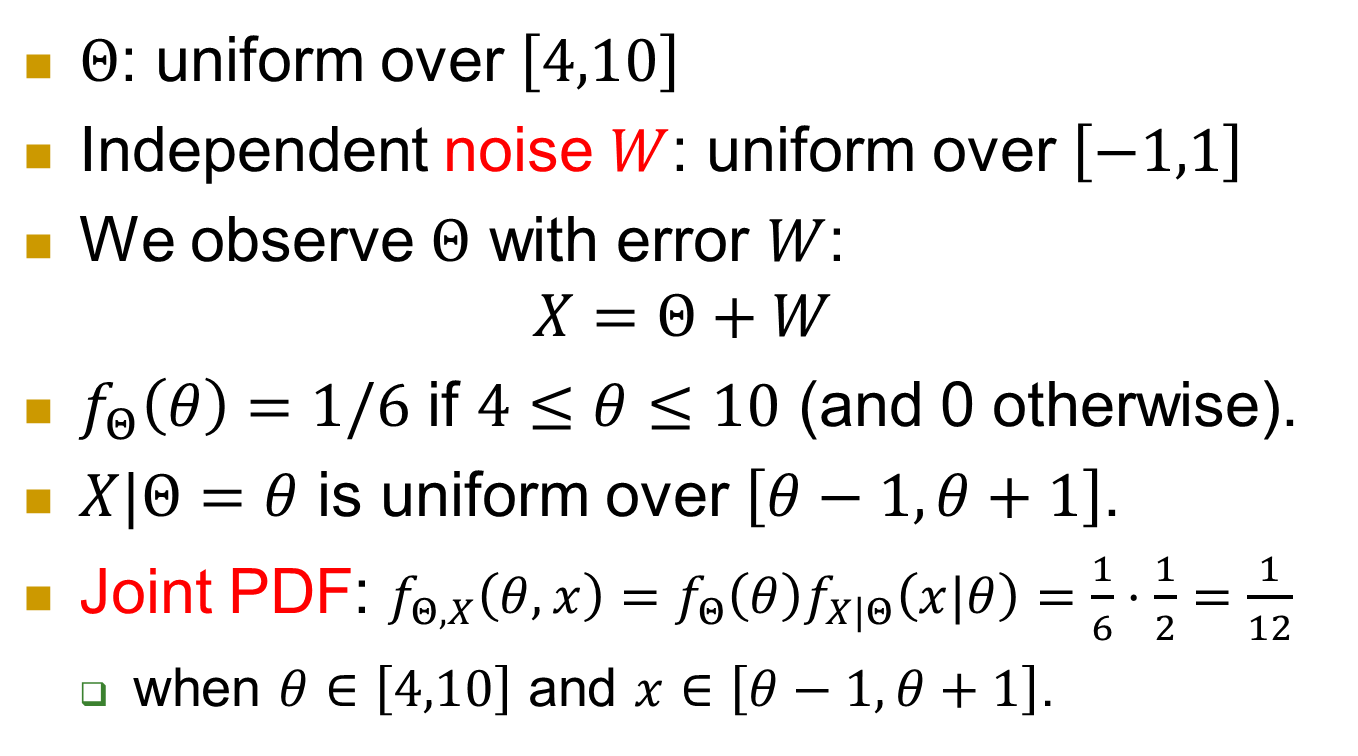 Θ: uniform over [4,10]
Independent noise W: uniform over [−1,1]
We observe Θ with error W:
X = Θ + W
f_Θ(θ) = 1/6 if 4 ≤ θ ≤ 10 (and 0 otherwise).
X|Θ = θ is uniform over [θ − 1, θ + 1].
Joint PDF: f_{Θ,X}(θ, x) = f_Θ(θ)f_{X|Θ}(x|θ) = 1/6 · 1/2 = 1/12
when θ ∈ [4,10] and x ∈ [θ − 1, θ + 1].